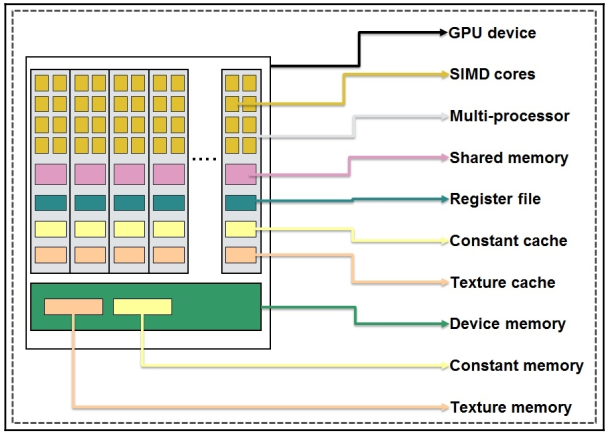 GPU device
SIMD cores
Multi-processor
Shared memory
Register file
Constant cache
Texture cache
Device memory
Constant memory
Texture memory